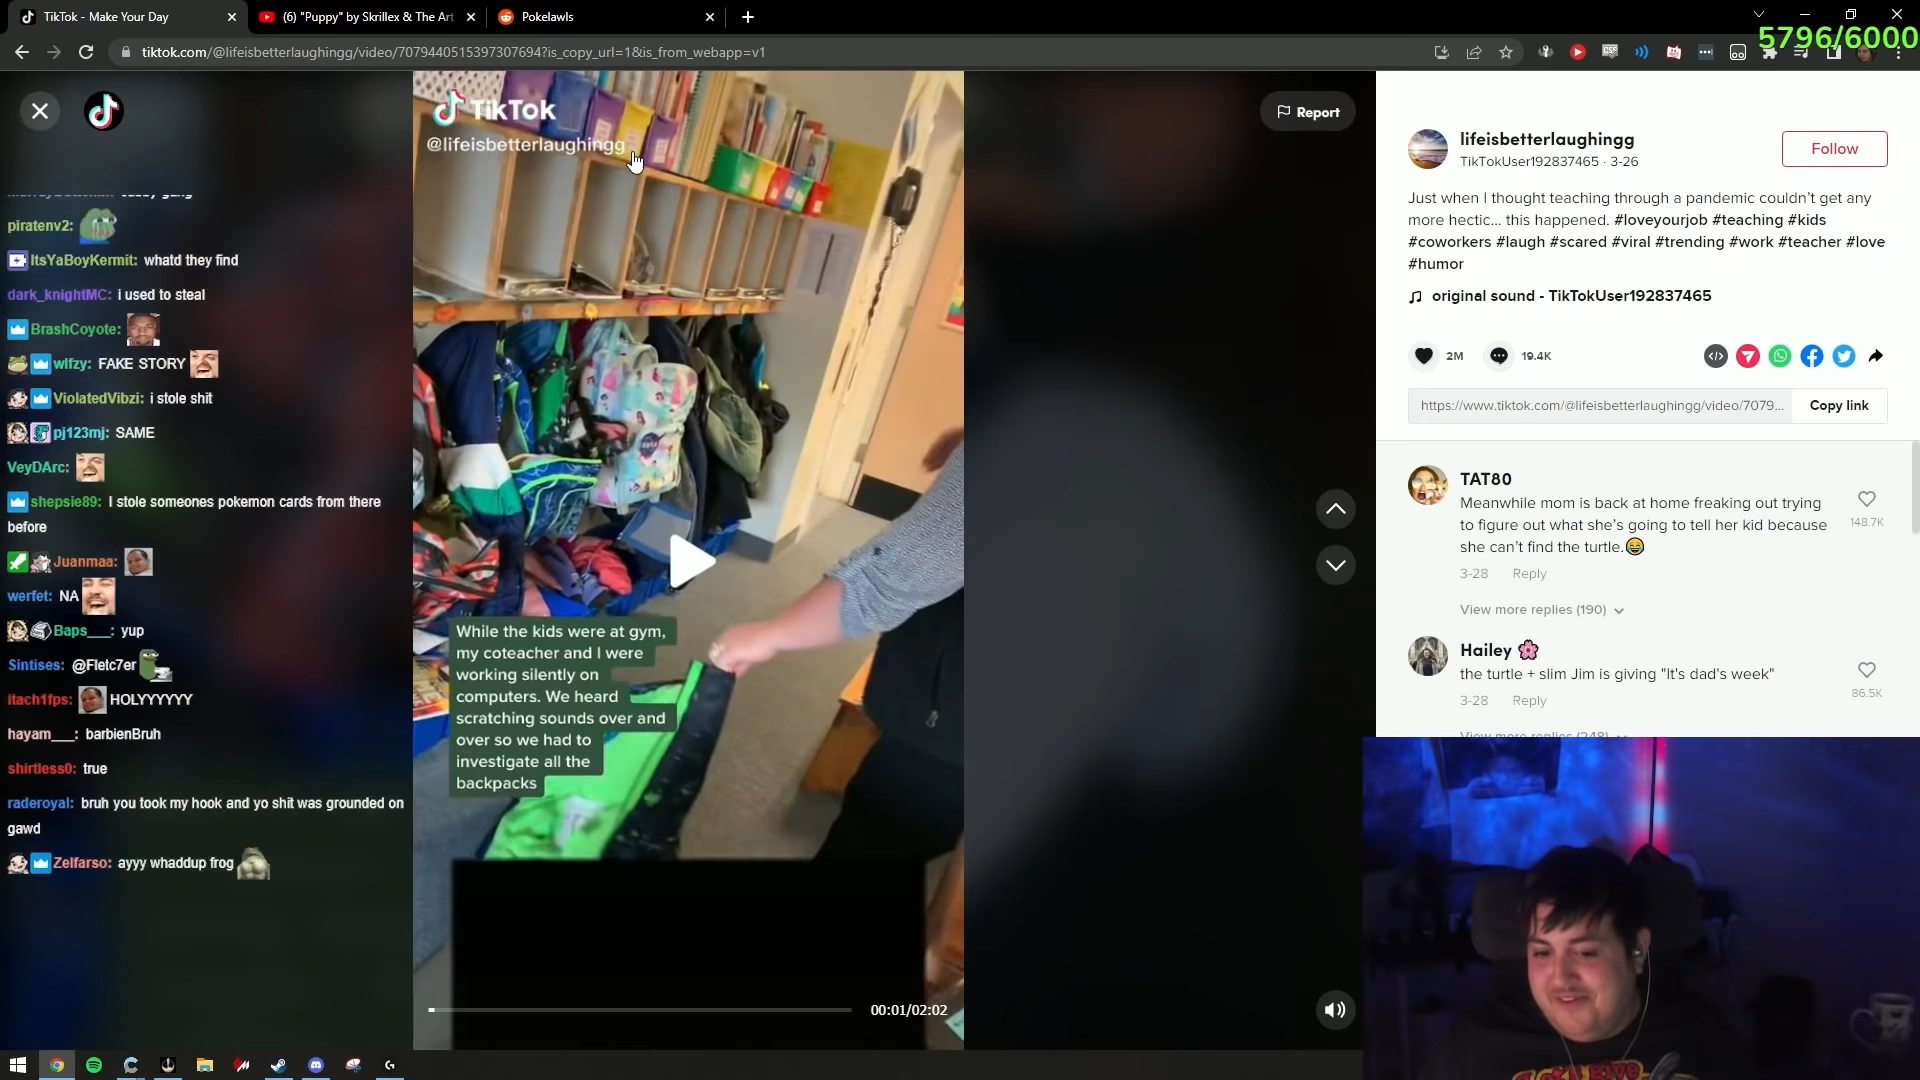 TikTok - Make Your Day
(6) "Puppy" by Skrillex & The Art
Pokelawls
5796/6000
tiktok.com/@lifeisbetterlaughingg/video/7079440515397307694?is_copy_url=1&is_from_webapp=v1
TikTok
@lifeisbetterlaughingg
Report
piratenv2:
ItsYaBoyKermit: whatd they find
dark_knightMC: i used to steal
BrashCoyote:
wlfzy: FAKE STORY
ViolatedVibzi: i stole shit
pj123mj: SAME
VeyDArc:
shepsie89: I stole someones pokemon cards from there
before
Juanmaa:
werfet: NA
Baps___: yup
Sintises: @Fletc7er
itach1fps: HOLYYYYYY
hayam___: barbienBruh
shirtless0: true
raderoyal: bruh you took my hook and yo shit was grounded on
gawd
Zelfarso: ayyy whaddup frog
While the kids were at gym,
my coteacher and I were
working silently on
computers. We heard
scratching sounds over and
over so we had to
investigate all the
backpacks
00:01/02:02
lifeisbetterlaughingg
TikTokUser192837465 · 3-26
Follow
Just when I thought teaching through a pandemic couldn't get any
more hectic... this happened. #loveyourjob #teaching #kids
#coworkers #laugh #scared #viral #trending #work #teacher #love
#humor
original sound - TikTokUser192837465
2M
19.4K
https://www.tiktok.com/@lifeisbetterlaughingg/video/7079...
Copy link
TAT80
Meanwhile mom is back at home freaking out trying
to figure out what she's going to tell her kid because
she can't find the turtle.😂
148.7K
3-28 Reply
View more replies (190)
Hailey 🌸
the turtle + slim Jim is giving "It's dad's week"
86.5K
3-28 Reply
View more replies (248)